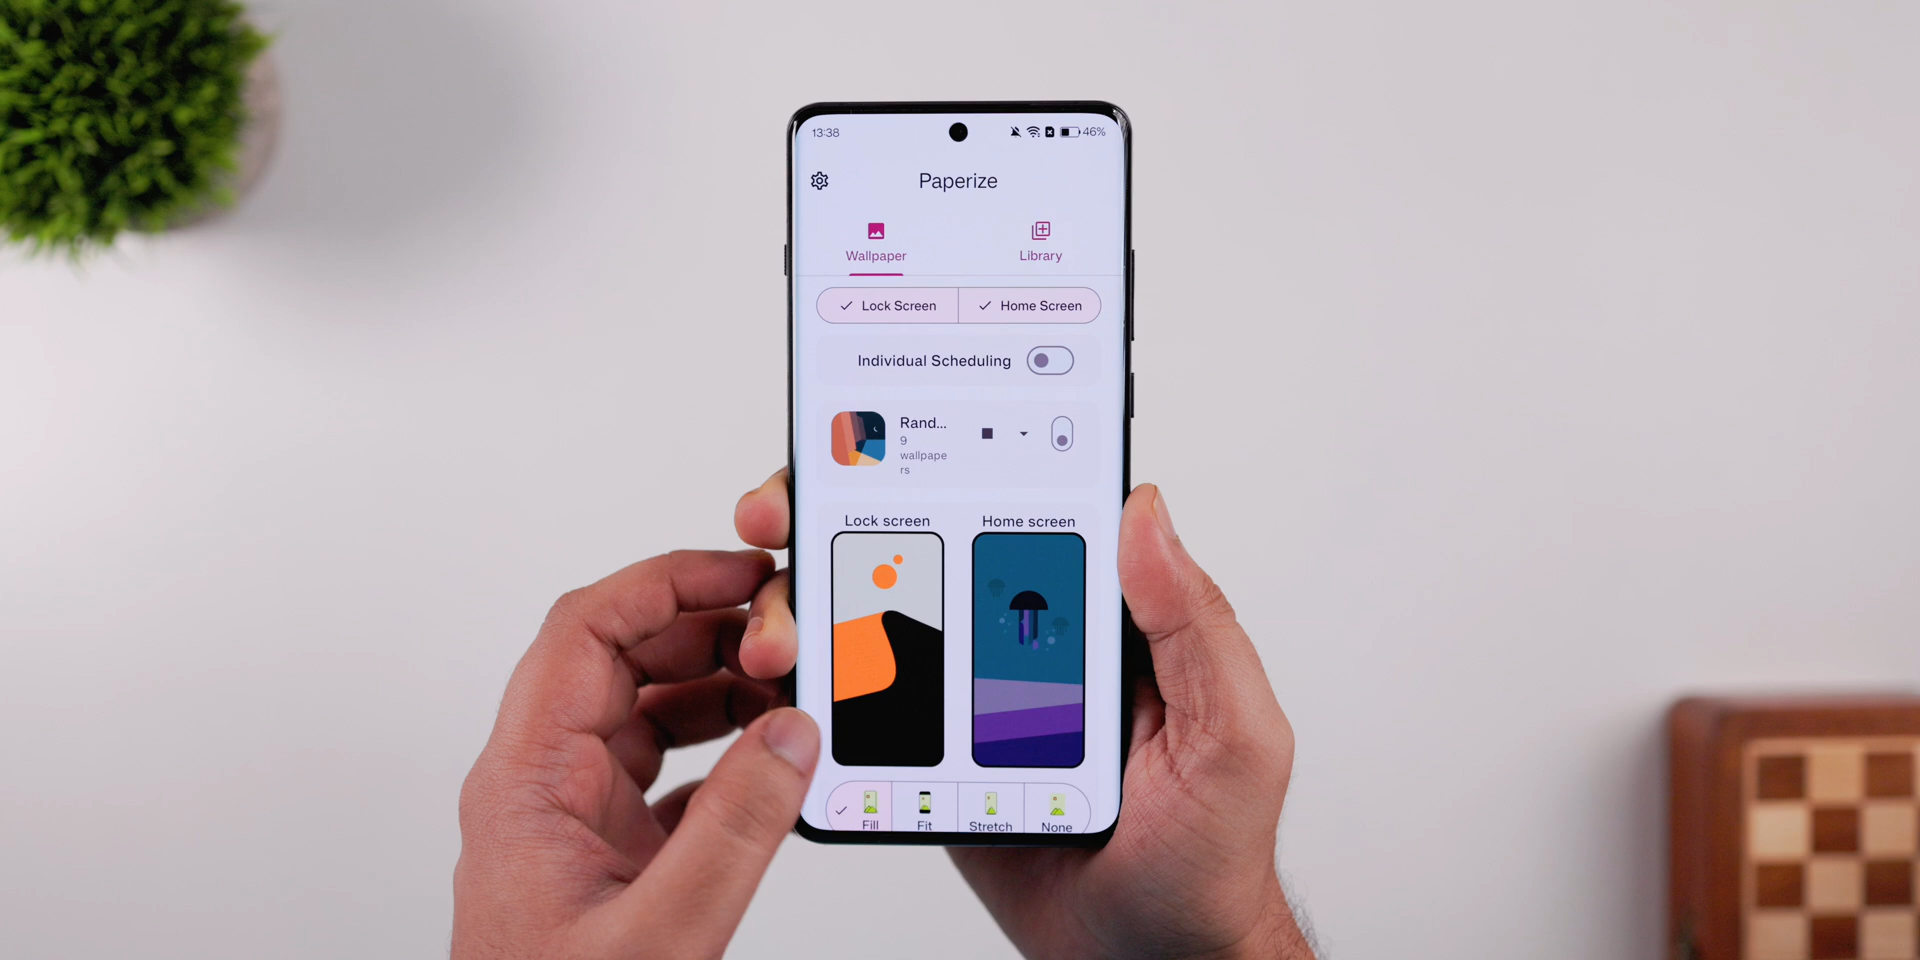 13:38
46%
Paperize
Wallpaper
Library
Lock Screen
Home Screen
Individual Scheduling
Rand...
9
wallpape
rs
Lock screen
Home screen
Fill
Fit
Stretch
None